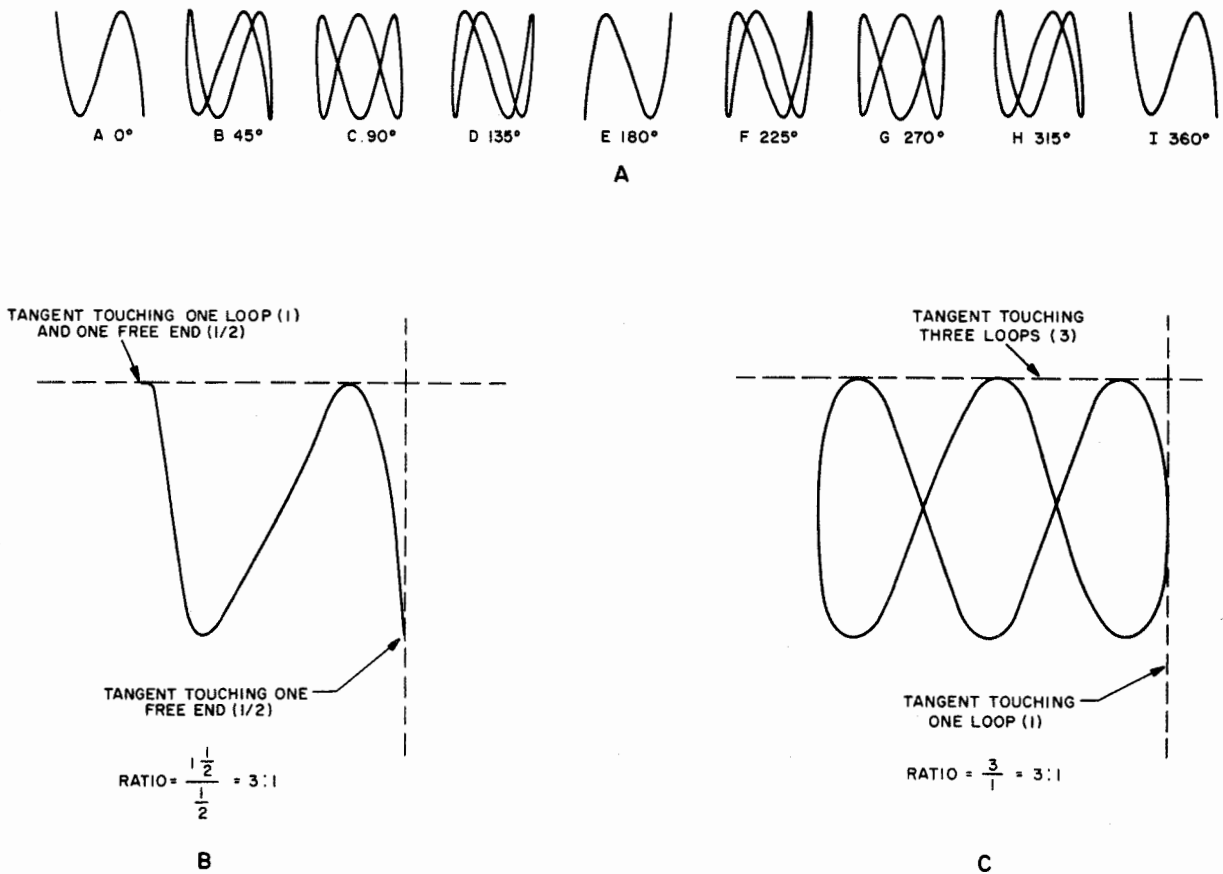 A 0° B 45° C.90° D 135° E 180° F 225° G 270° H 315° I 360°
A
TANGENT TOUCHING ONE LOOP (1)
AND ONE FREE END (1/2)
TANGENT TOUCHING ONE
FREE END (1/2)
RATIO = 1 1/2 / 1/2 = 3:1
B
TANGENT TOUCHING
THREE LOOPS (3)
TANGENT TOUCHING
ONE LOOP (1)
RATIO = 3/1 = 3:1
C